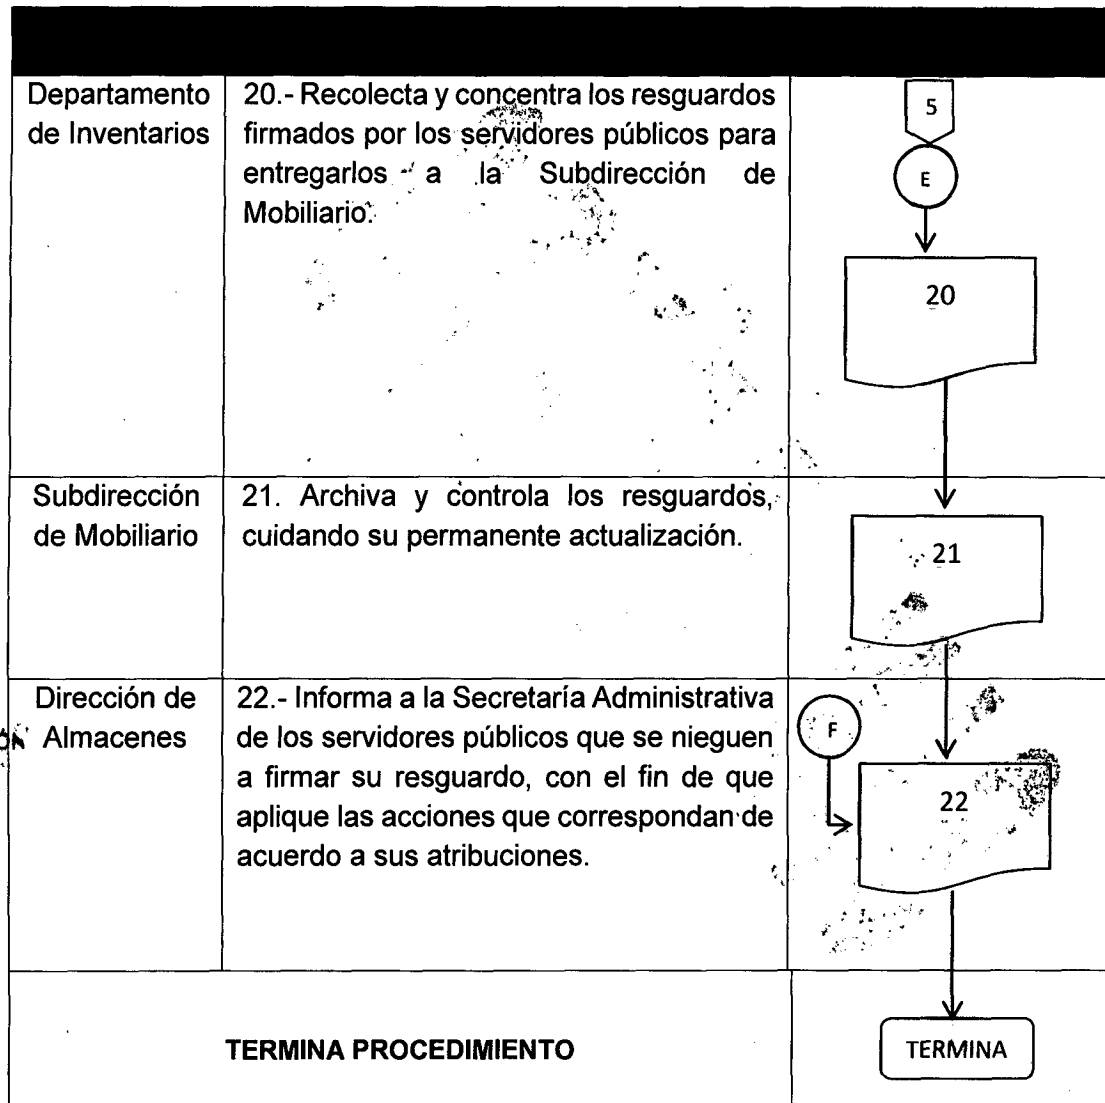 Departamento
de Inventarios
20.- Recolecta y concentra los resguardos
firmados por los servidores públicos para
entregarlos a la Subdirección de
Mobiliario.
5
E
20
Subdirección
de Mobiliario
21. Archiva y controla los resguardos,
cuidando su permanente actualización.
21
Dirección de
Almacenes
22.- Informa a la Secretaría Administrativa
de los servidores públicos que se nieguen
a firmar su resguardo, con el fin de que
aplique las acciones que correspondan de
acuerdo a sus atribuciones.
F
22
TERMINA PROCEDIMIENTO
TERMINA